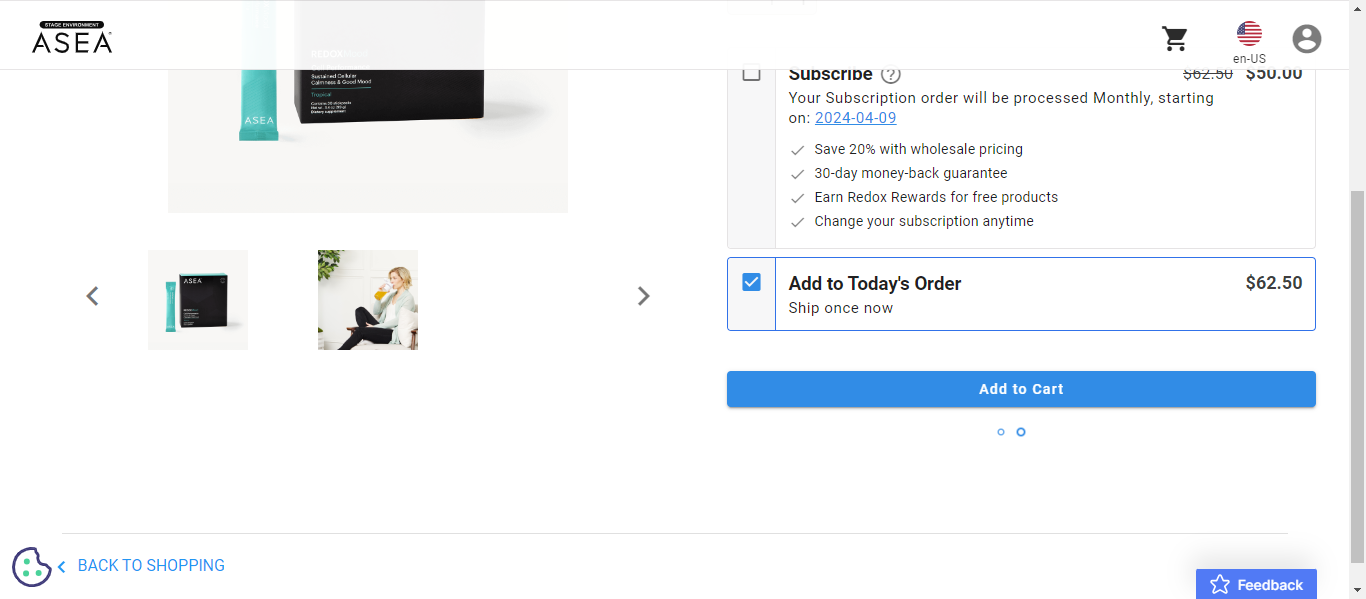 STAGE ENVIRONMENT
ASEA
en-US
REDOX
Sustained Cellular
Calmness & Good Mood
Tropical
ASEA
Subscribe
$62.50 $50.00
Your Subscription order will be processed Monthly, starting
on: 2024-04-09
Save 20% with wholesale pricing
30-day money-back guarantee
Earn Redox Rewards for free products
Change your subscription anytime
ASEA
Add to Today's Order
$62.50
Ship once now
Add to Cart
BACK TO SHOPPING
Feedback